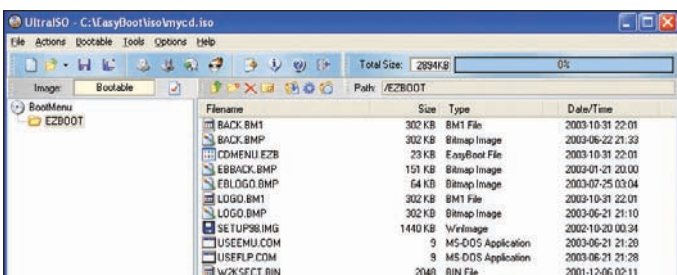 UltraISO - C:\EasyBoot\iso\mycd.iso
File Actions Bootable Tools Options Help
Total Size: 2894KB 0%
Image: Bootable Path: /EZBOOT
BootMenu
EZBOOT
Filename Size Type Date/Time
BACK.BM1 302 KB BM1 File 2003-10-31 22:01
BACK.BMP 302 KB Bitmap Image 2003-06-22 21:33
CDMENU.EZB 23 KB EasyBoot File 2003-10-31 22:01
EBBACK.BMP 151 KB Bitmap Image 2003-01-21 20:00
EBLOGO.BMP 64 KB Bitmap Image 2003-07-25 03:04
LOGO.BM1 302 KB BM1 File 2003-10-31 22:01
LOGO.BMP 302 KB Bitmap Image 2003-06-21 21:10
SETUP98.IMG 1440 KB WinImage 2002-10-20 00:34
USEEMU.COM 9 MS-DOS Application 2003-06-21 21:28
USEFLP.COM 9 MS-DOS Application 2003-06-21 21:28
W2KSECT.BIN 2048 BIN File 2001-12-06 02:11